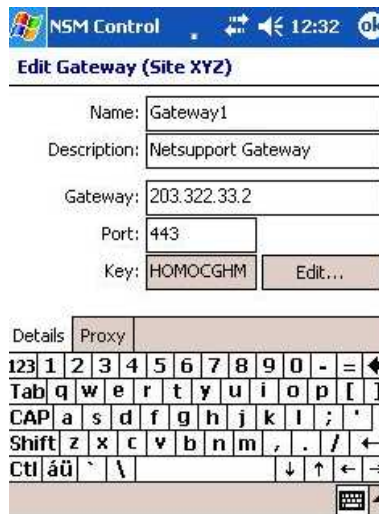 NSM Control 12:32 ok
Edit Gateway (Site XYZ)
Name: Gateway1
Description: Netsupport Gateway
Gateway: 203.322.33.2
Port: 443
Key: HOMOCGHM Edit...
Details Proxy
123 1 2 3 4 5 6 7 8 9 0 - =
Tab q w e r t y u i o p [ ]
CAP a s d f g h j k l ; '
Shift z x c v b n m , . / ←
Ctl áü ` \ ↓ ↑ ← →